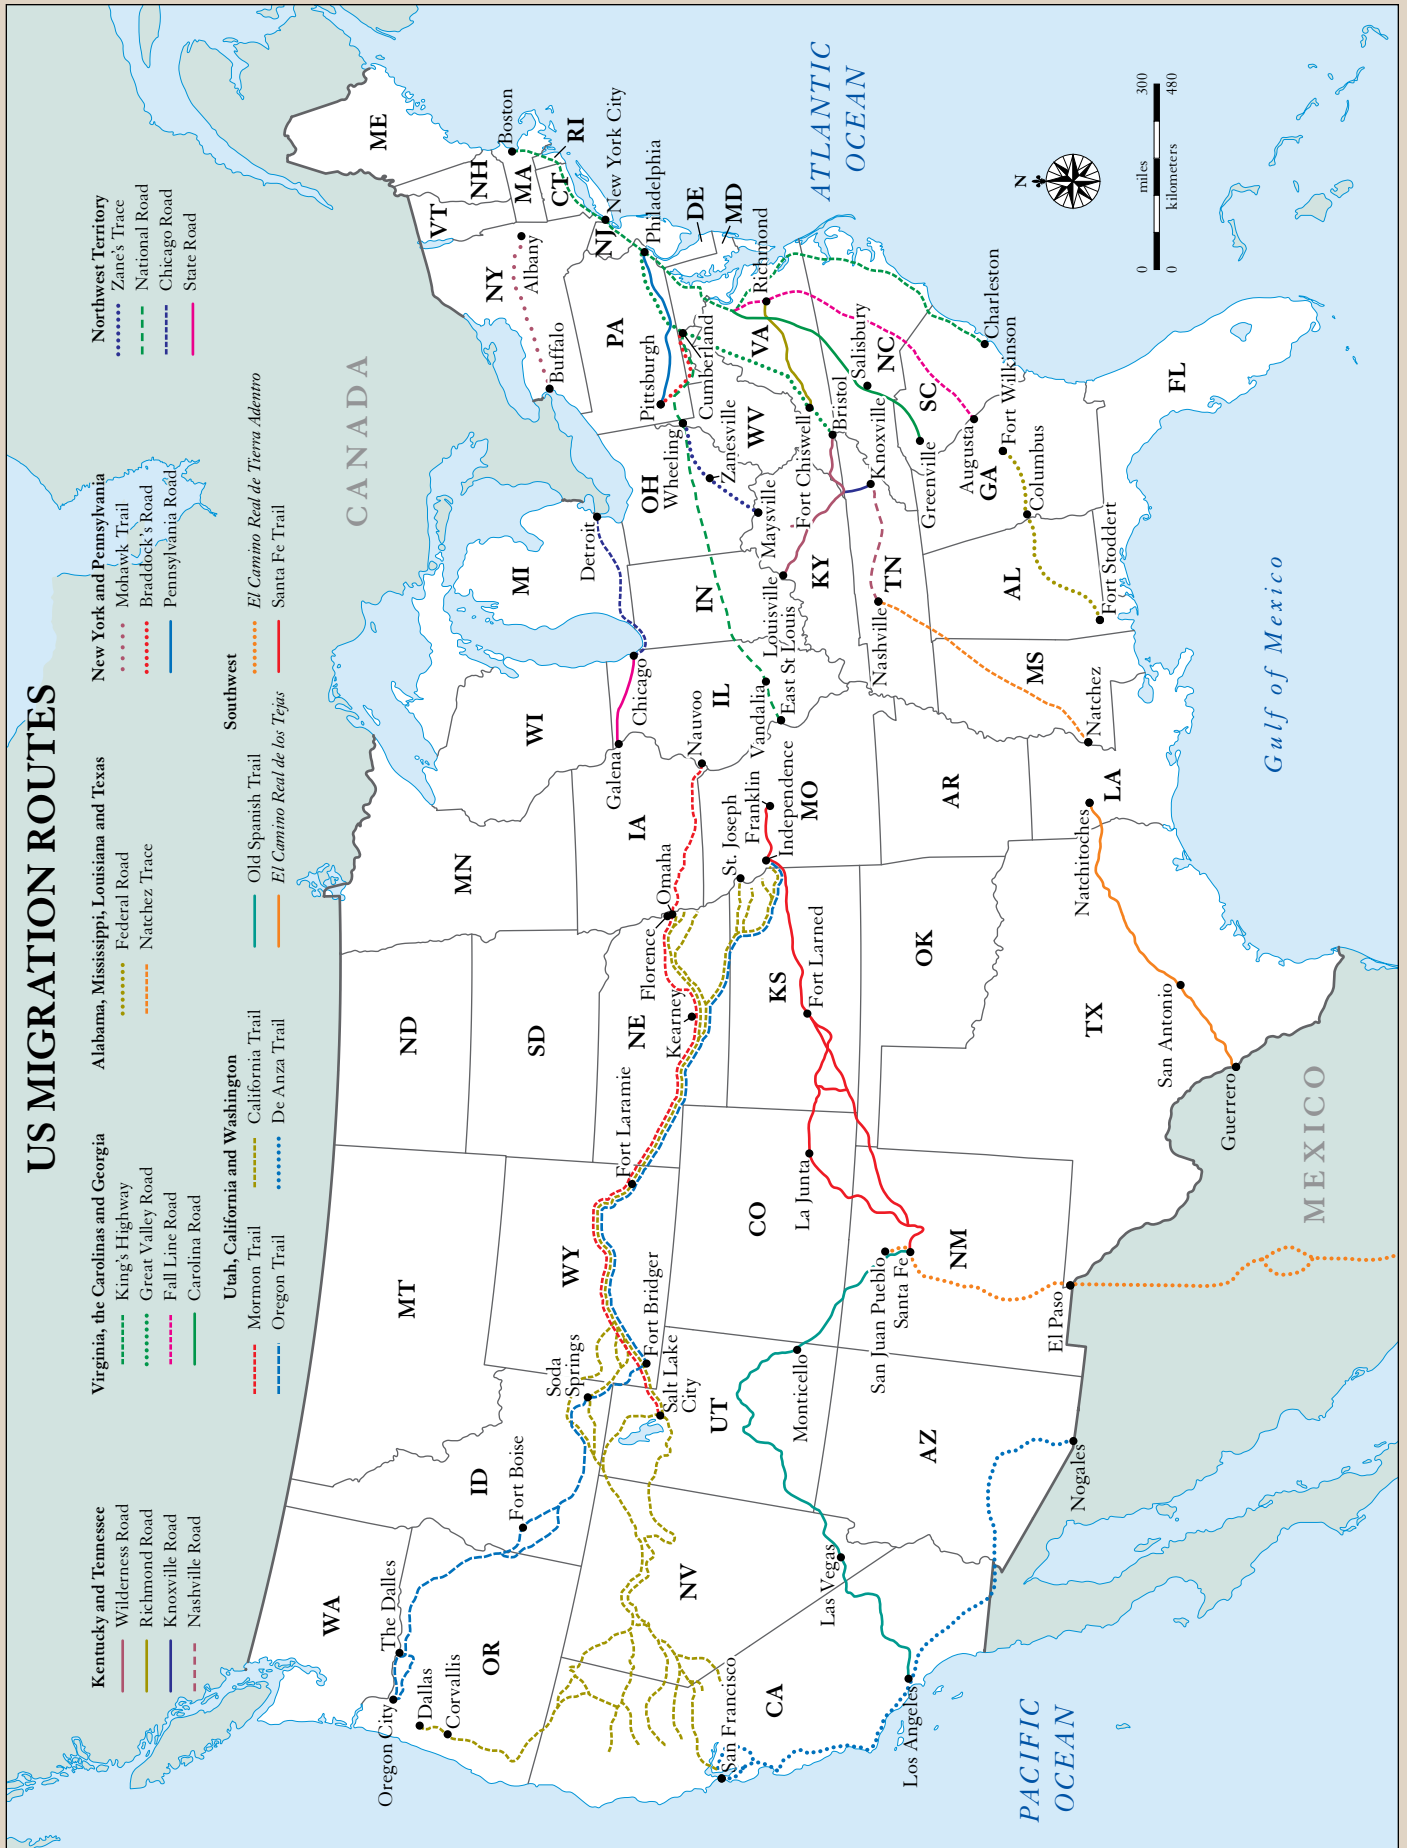 US MIGRATION ROUTES
Kentucky and Tennessee
Wilderness Road
Richmond Road
Knoxville Road
Nashville Road
Virginia, the Carolinas and Georgia
King's Highway
Great Valley Road
Fall Line Road
Carolina Road
Alabama, Mississippi, Louisiana and Texas
Federal Road
Natchez Trace
New York and Pennsylvania
Mohawk Trail
Braddock's Road
Pennsylvania Road
Northwest Territory
Zane's Trace
National Road
Chicago Road
State Road
Utah, California and Washington
Mormon Trail
California Trail
Oregon Trail
De Anza Trail
Southwest
Old Spanish Trail
El Camino Real de Tierra Adentro
El Camino Real de los Tejas
Santa Fe Trail
CANADA
WA
The Dalles
Oregon City
Dallas
Corvallis
OR
ID
Fort Boise
Soda
Springs
MT
ND
SD
MN
WI
MI
ME
VT
NH
NY
MA
CT
RI
Boston
Albany
Buffalo
New York City
NJ
Philadelphia
DE
MD
PA
Pittsburgh
Cumberland
Detroit
Chicago
Galena
WY
Fort Laramie
Fort Bridger
Salt Lake
City
NE
Florence
Omaha
Kearney
IA
Nauvoo
IL
IN
OH
Wheeling
Zanesville
WV
VA
Richmond
Maysville
Louisville
Vandalia
East St Louis
St. Joseph
Franklin
Independence
MO
NV
UT
CO
KS
Fort Larned
La Junta
Monticello
KY
Fort Chiswell
Bristol
Knoxville
Salisbury
NC
TN
Nashville
SC
Greenville
Charleston
Augusta
GA
Fort Wilkinson
Columbus
San Francisco
CA
Las Vegas
Los Angeles
AZ
Nogales
San Juan Pueblo
Santa Fe
NM
El Paso
OK
AR
MS
AL
Fort Stoddert
Natchez
LA
Natchitoches
TX
San Antonio
Guerrero
FL
MEXICO
Gulf of Mexico
PACIFIC
OCEAN
ATLANTIC
OCEAN
N
0 miles 300
0 kilometers 480